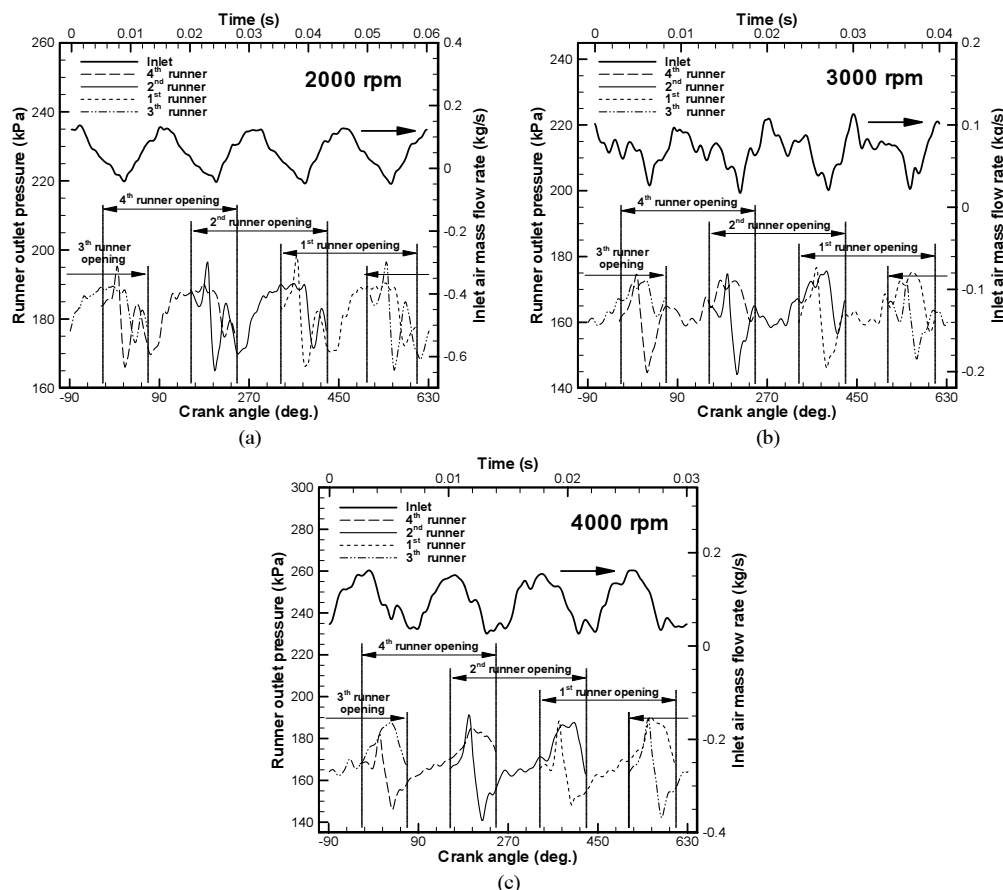 Time (s)
0 0.01 0.02 0.03 0.04 0.05 0.06
260 240 220 200 180 160
Runner outlet pressure (kPa)
Inlet
4th runner
2nd runner
1st runner
3th runner
2000 rpm
4th runner opening
2nd runner opening
1st runner opening
3th runner
opening
0.4 0.2 0 -0.2 -0.4 -0.6
Inlet air mass flow rate (kg/s)
-90 90 270 450 630
Crank angle (deg.)
(a)
Time (s)
0 0.01 0.02 0.03 0.04
240 220 200 180 160 140
Runner outlet pressure (kPa)
Inlet
4th runner
2nd runner
1st runner
3th runner
3000 rpm
4th runner opening
2nd runner opening
1st runner opening
3th runner
opening
0.2 0.1 0 -0.1 -0.2
Inlet air mass flow rate (kg/s)
-90 90 270 450 630
Crank angle (deg.)
(b)
Time (s)
0 0.01 0.02 0.03
300 280 260 240 220 200 180 160 140
Runner outlet pressure (kPa)
Inlet
4th runner
2nd runner
1st runner
3th runner
4000 rpm
4th runner opening
2nd runner opening
1st runner opening
3th runner
opening
0.2 0 -0.2 -0.4
Inlet air mass flow rate (kg/s)
-90 90 270 450 630
Crank angle (deg.)
(c)